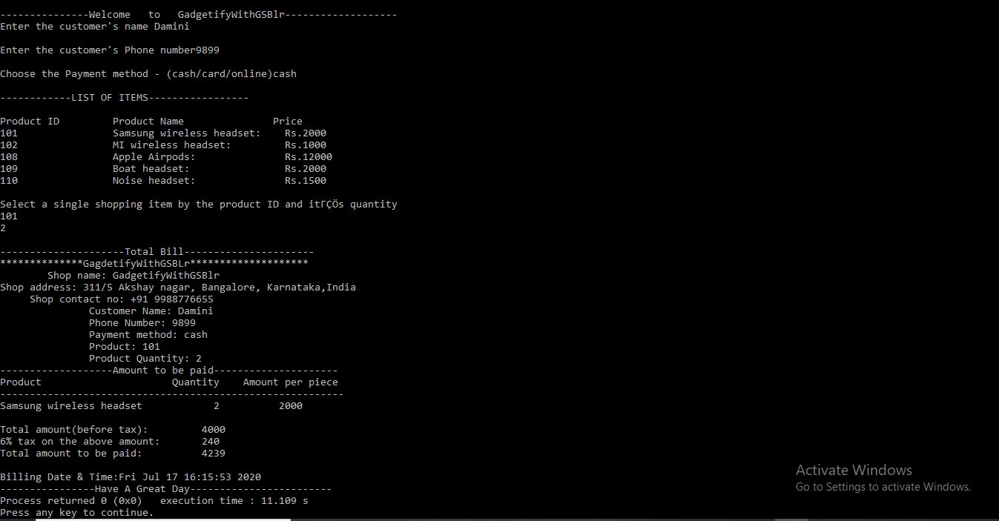 ---------------Welcome   to   GadgetifyWithGSBlr-------------------
Enter the customer's name Damini
Enter the customer's Phone number9899
Choose the Payment method - (cash/card/online)cash
------------LIST OF ITEMS-----------------
Product ID         Product Name               Price
101                Samsung wireless headset:    Rs.2000
102                MI wireless headset:         Rs.1000
108                Apple Airpods:               Rs.12000
109                Boat headset:                Rs.2000
110                Noise headset:               Rs.1500
Select a single shopping item by the product ID and itΓÇÖs quantity
101
2
---------------------Total Bill----------------------
**************GagdetifyWithGSBLr********************
        Shop name: GadgetifyWithGSBlr
Shop address: 311/5 Akshay nagar, Bangalore, Karnataka,India
     Shop contact no: +91 9988776655
               Customer Name: Damini
               Phone Number: 9899
               Payment method: cash
               Product: 101
               Product Quantity: 2
-------------------Amount to be paid---------------------
Product                      Quantity    Amount per piece
----------------------------------------------------------
Samsung wireless headset            2          2000
Total amount(before tax):         4000
6% tax on the above amount:       240
Total amount to be paid:          4239
Billing Date & Time:Fri Jul 17 16:15:53 2020
----------------Have A Great Day------------------------
Process returned 0 (0x0)   execution time : 11.109 s
Press any key to continue.
Activate Windows
Go to Settings to activate Windows.